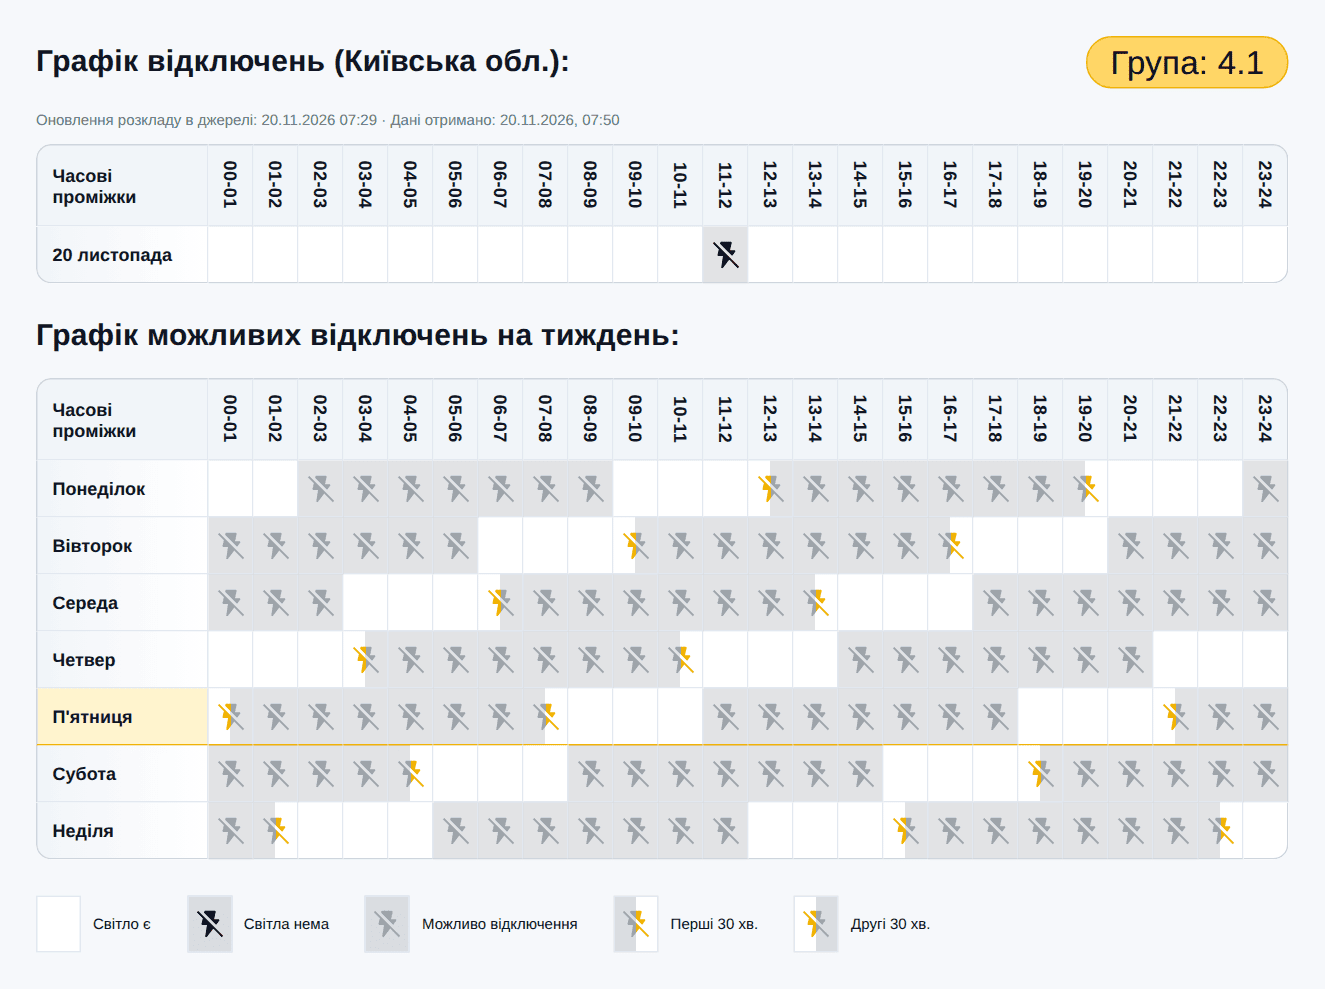 Графік відключень (Київська обл.):
Група: 4.1
Оновлення розкладу в джерелі: 20.11.2026 07:29 · Дані отримано: 20.11.2026, 07:50
Часові проміжки 00-01 01-02 02-03 03-04 04-05 05-06 06-07 07-08 08-09 09-10 10-11 11-12 12-13 13-14 14-15 15-16 16-17 17-18 18-19 19-20 20-21 21-22 22-23 23-24
20 листопада
Графік можливих відключень на тиждень:
Часові проміжки 00-01 01-02 02-03 03-04 04-05 05-06 06-07 07-08 08-09 09-10 10-11 11-12 12-13 13-14 14-15 15-16 16-17 17-18 18-19 19-20 20-21 21-22 22-23 23-24
Понеділок
Вівторок
Середа
Четвер
П'ятниця
Субота
Неділя
Світло є Світла нема Можливо відключення Перші 30 хв. Другі 30 хв.